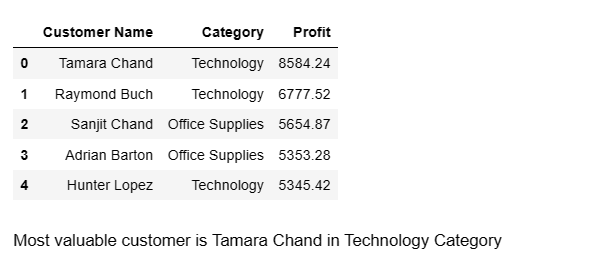 Customer Name Category Profit
0 Tamara Chand Technology 8584.24
1 Raymond Buch Technology 6777.52
2 Sanjit Chand Office Supplies 5654.87
3 Adrian Barton Office Supplies 5353.28
4 Hunter Lopez Technology 5345.42
Most valuable customer is Tamara Chand in Technology Category